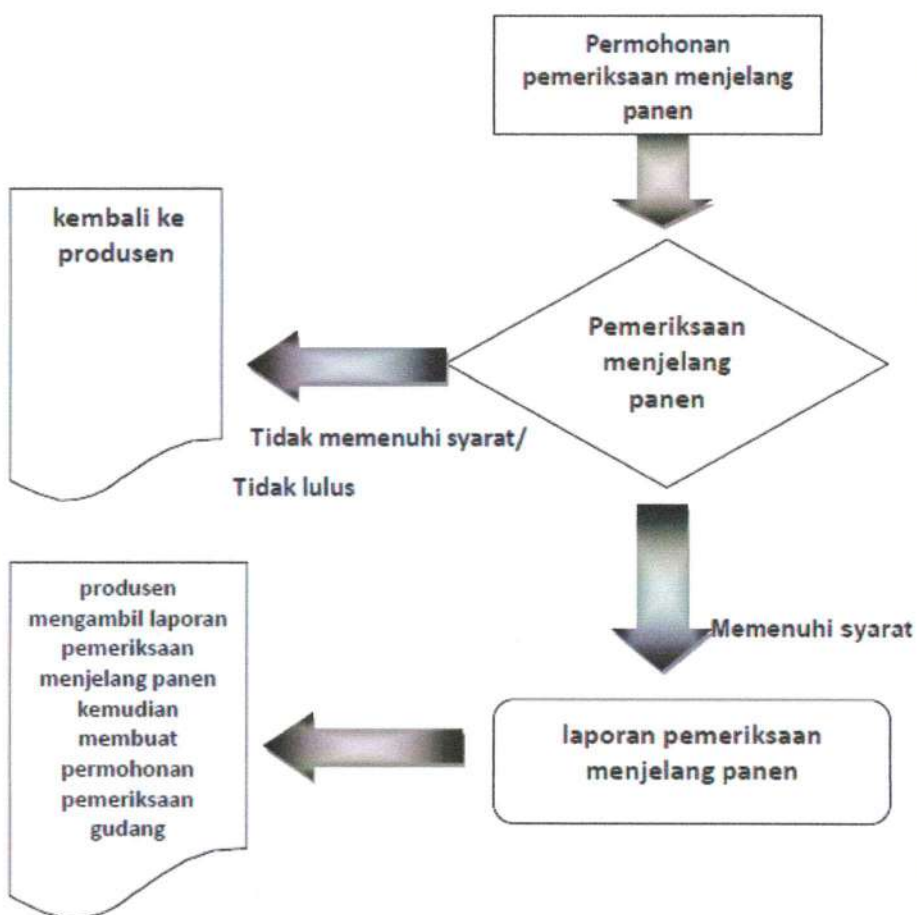 Permohonan
pemeriksaan menjelang
panen
kembali ke
produsen
Pemeriksaan
menjelang
panen
Tidak memenuhi syarat/
Tidak lulus
Memenuhi syarat
laporan pemeriksaan
menjelang panen
produsen
mengambil laporan
pemeriksaan
menjelang panen
kemudian
membuat
permohonan
pemeriksaan
gudang